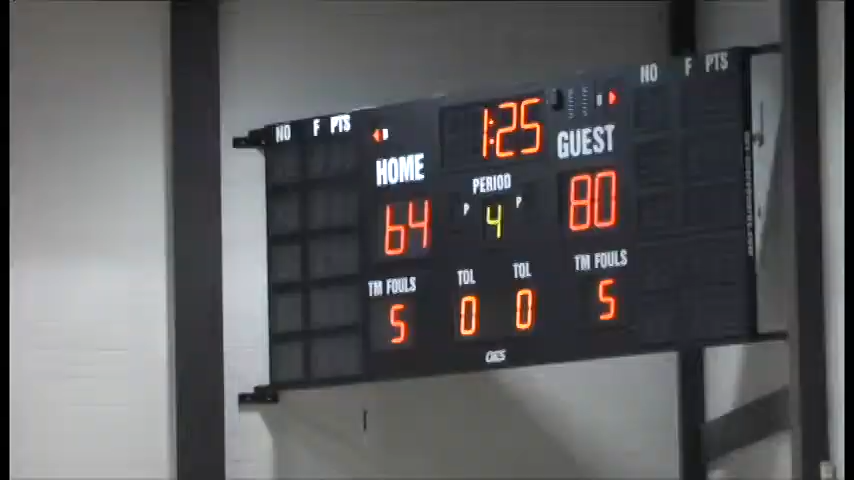 NO F PTS
B 1:25 B
NO F PTS
HOME GUEST
PERIOD
64 P 4 P 80
TM FOULS TOL TOL TM FOULS
5 0 0 5
OES